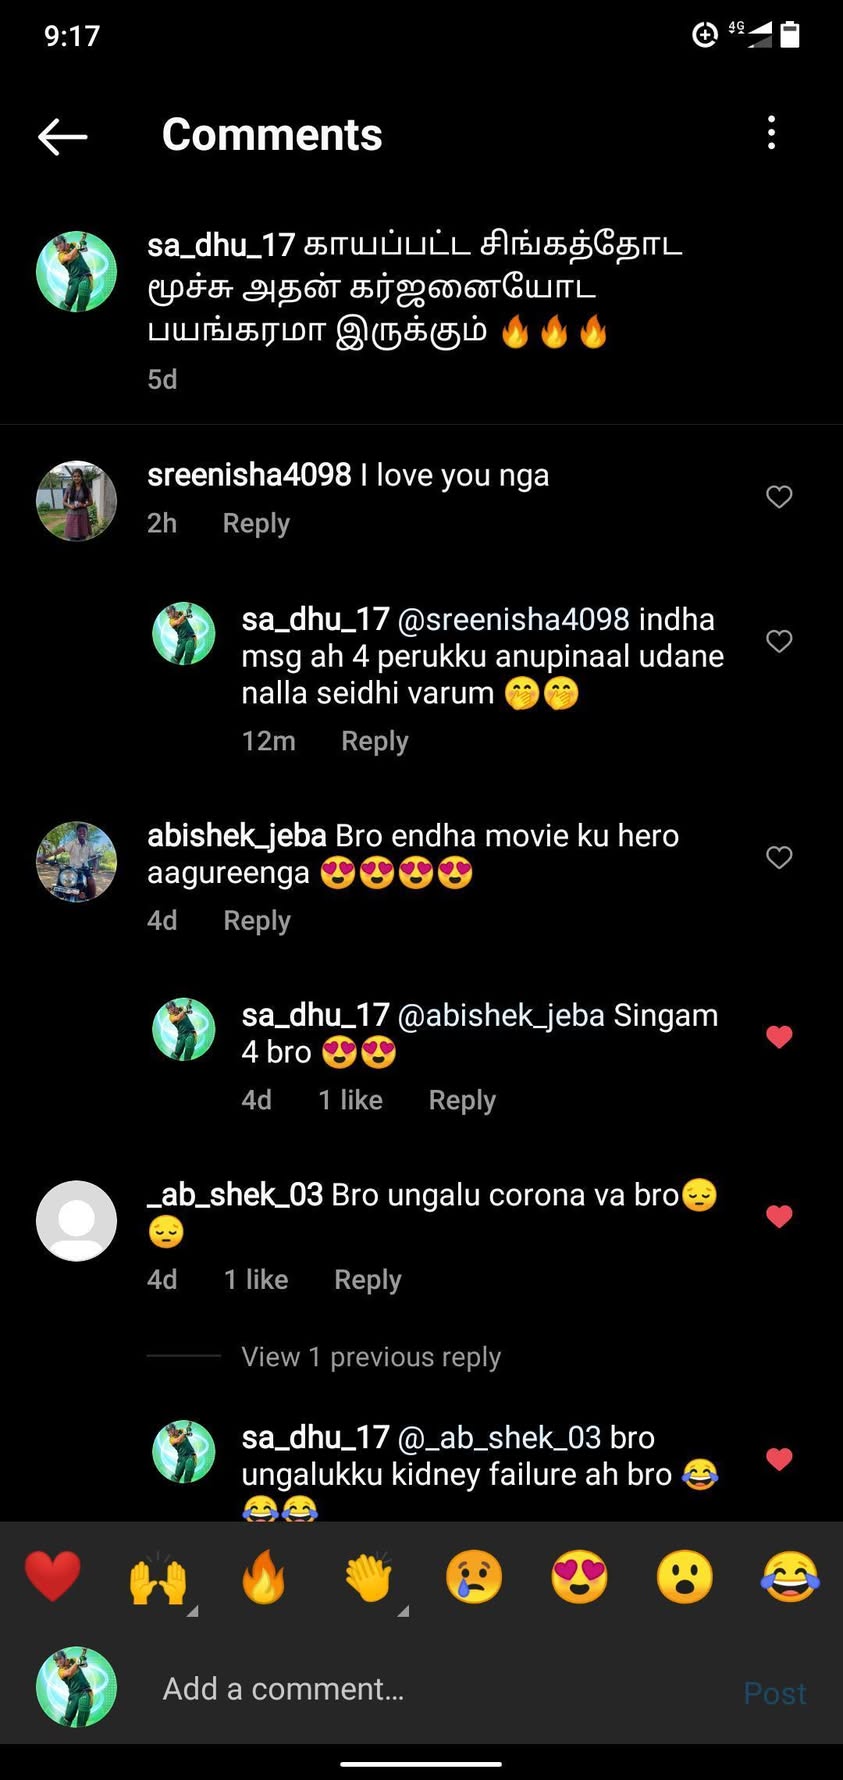 9:17
4G
Comments
sa_dhu_17 காயப்பட்ட சிங்கத்தோட
மூச்சு அதன் கர்ஜனையோட
பயங்கரமா இருக்கும் 🔥🔥🔥
5d
sreenisha4098 I love you nga
2h Reply
sa_dhu_17 @sreenisha4098 indha
msg ah 4 perukku anupinaal udane
nalla seidhi varum 🤭🤭
12m Reply
abishek_jeba Bro endha movie ku hero
aagureenga 😍😍😍😍
4d Reply
sa_dhu_17 @abishek_jeba Singam
4 bro 😍😍
4d 1 like Reply
_ab_shek_03 Bro ungalu corona va bro😔
😔
4d 1 like Reply
View 1 previous reply
sa_dhu_17 @_ab_shek_03 bro
ungalukku kidney failure ah bro 😂
😂😂
Add a comment... Post